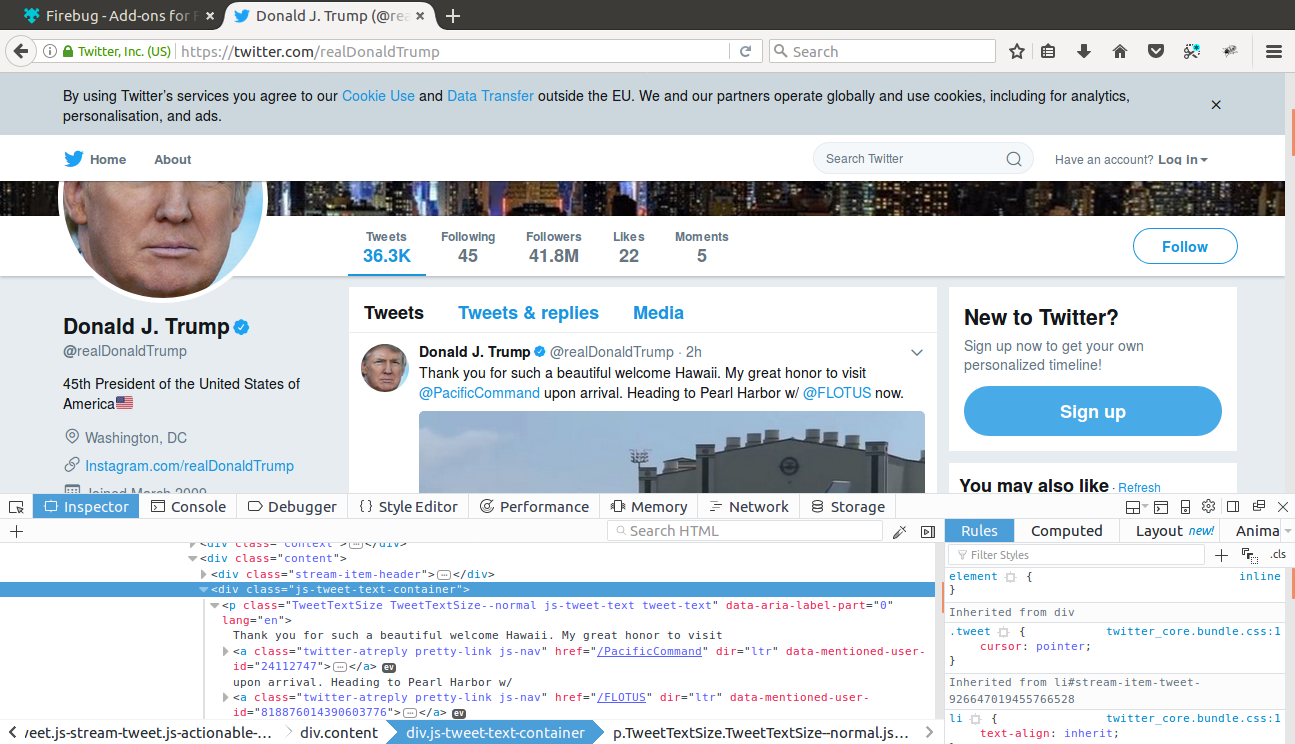 Firebug - Add-ons for F
Donald J. Trump (@rea
Twitter, Inc. (US)
https://twitter.com/realDonaldTrump
Search
By using Twitter's services you agree to our Cookie Use and Data Transfer outside the EU. We and our partners operate globally and use cookies, including for analytics,
personalisation, and ads.
Home About
Search Twitter
Have an account? Log in
Tweets Following Followers Likes Moments
36.3K 45 41.8M 22 5
Follow
Donald J. Trump
@realDonaldTrump
45th President of the United States of
America
Washington, DC
Instagram.com/realDonaldTrump
Joined March 2009
Tweets Tweets & replies Media
Donald J. Trump @realDonaldTrump · 2h
Thank you for such a beautiful welcome Hawaii. My great honor to visit
@PacificCommand upon arrival. Heading to Pearl Harbor w/ @FLOTUS now.
New to Twitter?
Sign up now to get your own
personalized timeline!
Sign up
You may also like · Refresh
Inspector Console Debugger {} Style Editor Performance Memory Network Storage
+ Search HTML
<div class="context">…</div>
<div class="content">
<div class="stream-item-header">…</div>
<div class="js-tweet-text-container">
<p class="TweetTextSize TweetTextSize--normal js-tweet-text tweet-text" data-aria-label-part="0"
lang="en">
Thank you for such a beautiful welcome Hawaii. My great honor to visit
<a class="twitter-atreply pretty-link js-nav" href="/PacificCommand" dir="ltr" data-mentioned-user-
id="24112747">…</a> ev
upon arrival. Heading to Pearl Harbor w/
<a class="twitter-atreply pretty-link js-nav" href="/FLOTUS" dir="ltr" data-mentioned-user-
id="818876014390603776">…</a> ev
veet.js-stream-tweet.js-actionable-... div.content div.js-tweet-text-container p.TweetTextSize.TweetTextSize--normal.js...
Rules Computed Layout new! Anima
Filter Styles + .cls
element { inline
}
Inherited from div
.tweet { twitter_core.bundle.css:1
cursor: pointer;
}
Inherited from li#stream-item-tweet-
926647019455766528
li { twitter_core.bundle.css:1
text-align: inherit;